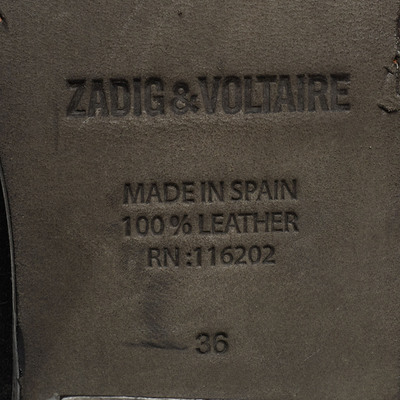 ZADIG & VOLTAIRE
MADE IN SPAIN
100 % LEATHER
RN :116202
36